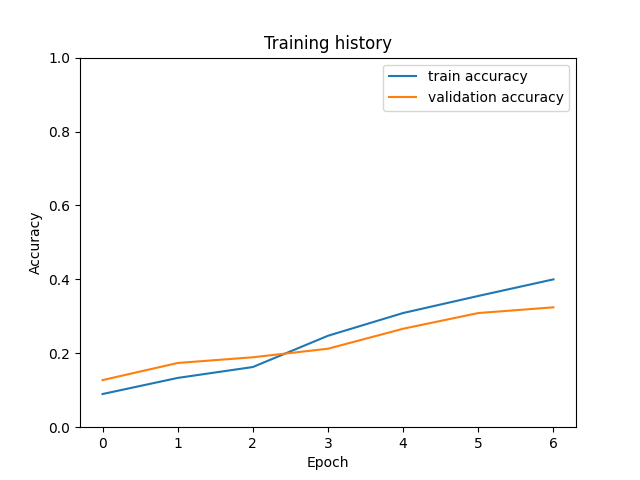 Training history
1.0
0.8
0.6
0.4
0.2
0.0
Accuracy
train accuracy
validation accuracy
0 1 2 3 4 5 6
Epoch